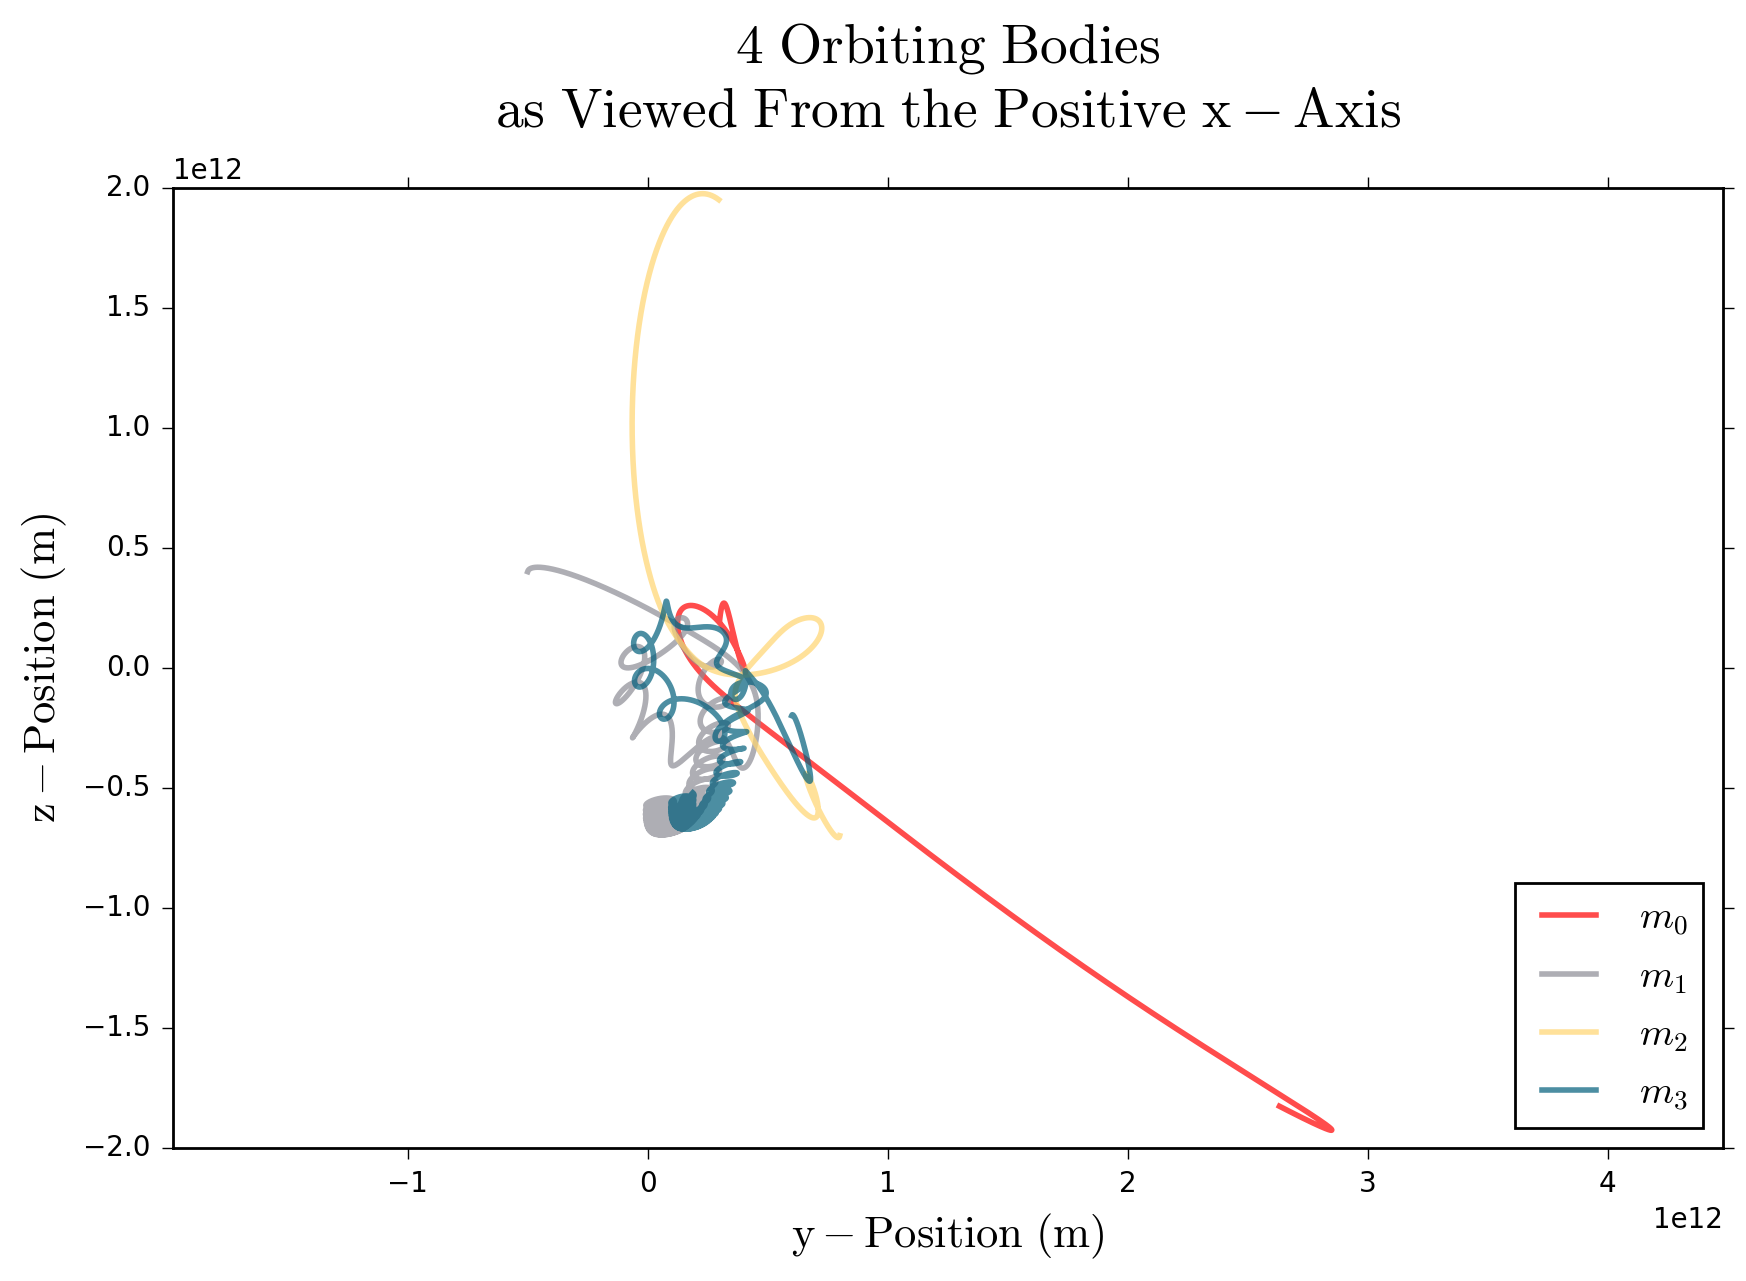 4 Orbiting Bodies
as Viewed From the Positive x − Axis
1e12
2.0
1.5
1.0
0.5
0.0
−0.5
−1.0
−1.5
−2.0
z − Position (m)
m₀
m₁
m₂
m₃
−1 0 1 2 3 4
1e12
y − Position (m)